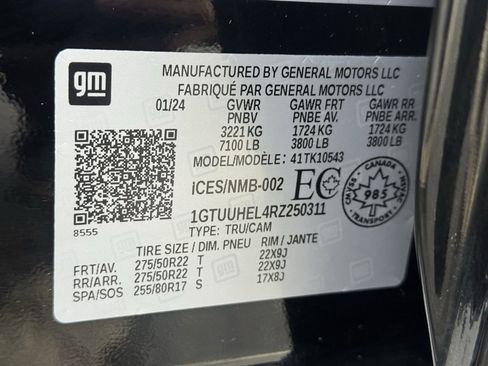 gm
MANUFACTURED BY GENERAL MOTORS LLC
FABRIQUÉ PAR GENERAL MOTORS LLC
01/24 GVWR GAWR FRT GAWR RR
PNBV PNBE AV. PNBE ARR.
3221 KG 1724 KG 1724 KG
7100 LB 3800 LB 3800 LB
MODEL/MODÈLE: 41TK10543
iCES/NMB-002 EC
CANADA
CMVSS 985 NSVAC
1GTUUHEL4RZ250311
8555
TYPE: TRU/CAM
TIRE SIZE / DIM. PNEU RIM / JANTE
FRT/AV. 275/50R22 T 22X9J
RR/ARR. 275/50R22 T 22X9J
SPA/SOS 255/80R17 S 17X8J